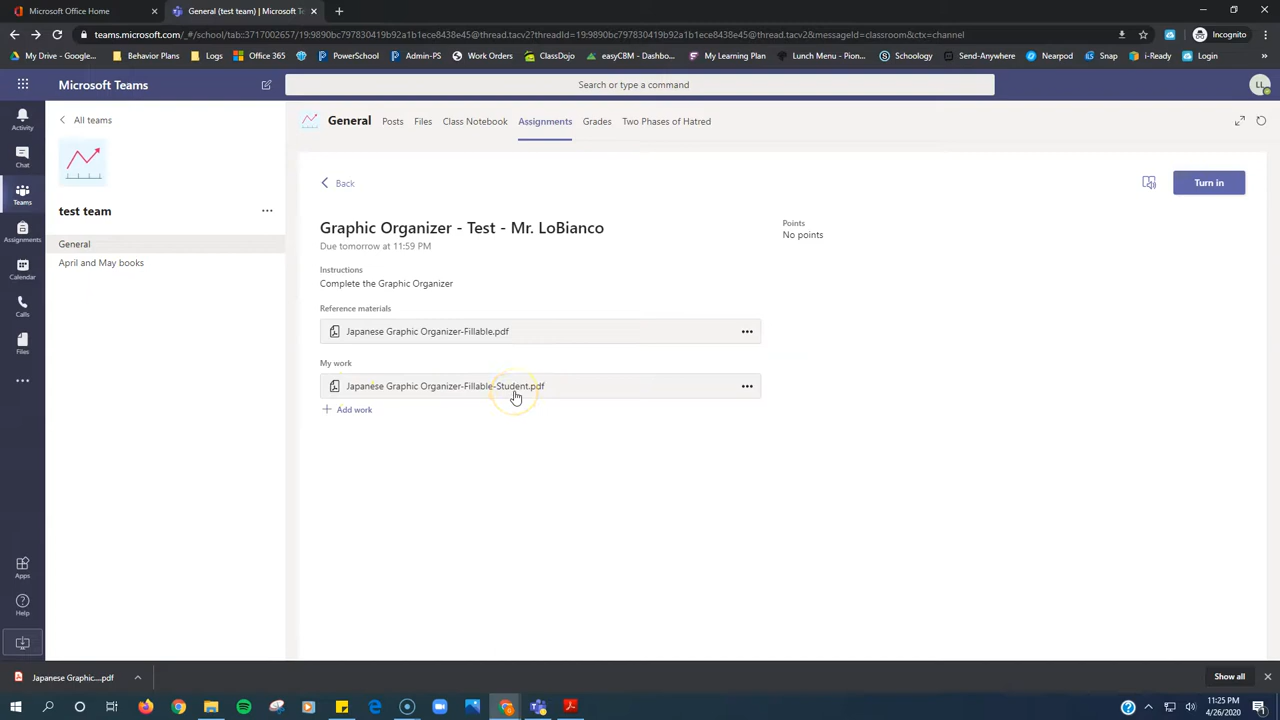 Microsoft Office Home
General (test team) | Microsoft T
teams.microsoft.com/_#/school/tab::3717002657/19:9890bc797830421b96ec1be8438e45@thread.tacv2?threadId=19:9890bc797830421b96ec1be8438e45@thread.tacv2&messageId=classroom&ctx=channel
Incognito
My Drive - Google...
Behavior Plans
Logs
Office 365
PowerSchool
Admin-PS
Work Orders
ClassDojo
easyCBM - Dashbo...
My Learning Plan
Lunch Menu - Pion...
Schoology
Nearpod
Snap
i-Ready
Login
Microsoft Teams
Search or type a command
LL
Activity
Chat
Teams
Assignments
Calendar
Calls
Files
Apps
Help
All teams
test team
General
April and May books
General
Posts
Files
Class Notebook
Assignments
Grades
Two Phases of Hatred
Back
Turn in
Graphic Organizer - Test - Mr. LoBianco
Due tomorrow at 11:59 PM
Points
No points
Instructions
Complete the Graphic Organizer
Reference materials
Japanese Graphic Organizer-Fillable.pdf
My work
Japanese Graphic Organizer-Fillable-Student.pdf
Add work
Japanese Graphic....pdf
Show all
11:25 PM
4/26/2020